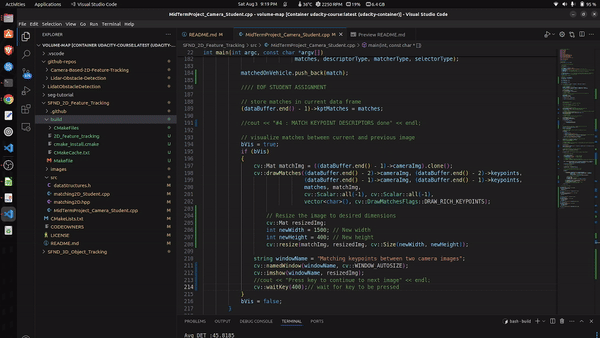 Activities
Applications
Visual Studio Code
Sat Aug 3 9:19 PM
36°C
2250 RPM
19%
6.4 G
MidTermProject_Camera_Student.cpp - volume-map [Container udacity-course:latest (odacity-container)] - Visual Studio Code
File Edit Selection View Go Run Terminal Help
EXPLORER
VOLUME-MAP [CONTAINER UDACITY-COURSE:LATEST (ODACITY-CONTAINER)]
.vscode
github-repos
Camera-Based-2D-Feature-Tracking
Lidar-Obstacle-Detection
LidarObstacleDetection
seg-tutorial
SFND_2D_Feature_Tracking
.github
build
CMakeFiles
2D_feature_tracking
cmake_install.cmake
CMakeCache.txt
Makefile
images
src
dataStructures.h
matching2D_Student.cpp
matching2D.hpp
MidTermProject_Camera_Student.cpp
CMakeLists.txt
CODEOWNERS
LICENSE
README.md
SFND_3D_Object_Tracking
README.md
MidTermProject_Camera_Student.cpp
Preview README.md
SFND_2D_Feature_Tracking > src > MidTermProject_Camera_Student.cpp > main(int, const char * argv[])
22 int main(int argc, const char *argv[])
182 matches, descriptorType, matcherType, selectorType);
183
184 matchedOnVehicle.push_back(match);
185
186 //// EOF STUDENT ASSIGNMENT
187
188 // store matches in current data frame
189 (dataBuffer.end() - 1)->kptMatches = matches;
190
191 //cout << "#4 : MATCH KEYPOINT DESCRIPTORS done" << endl;
192
193 // visualize matches between current and previous image
194 bVis = true;
195 if (bVis)
196 {
197 cv::Mat matchImg = ((dataBuffer.end() - 1)->cameraImg).clone();
198 cv::drawMatches((dataBuffer.end() - 2)->cameraImg, (dataBuffer.end() - 2)->keypoints,
199 (dataBuffer.end() - 1)->cameraImg, (dataBuffer.end() - 1)->keypoints,
200 matches, matchImg,
201 cv::Scalar::all(-1), cv::Scalar::all(-1),
202 vector<char>(), cv::DrawMatchesFlags::DRAW_RICH_KEYPOINTS);
203
204 // Resize the image to desired dimensions
205 cv::Mat resizedImg;
206 int newWidth = 1500; // New width
207 int newHeight = 400; // New height
208 cv::resize(matchImg, resizedImg, cv::Size(newWidth, newHeight));
209
210 string windowName = "Matching keypoints between two camera images";
211 cv::namedWindow(windowName, cv::WINDOW_AUTOSIZE);
212 cv::imshow(windowName, resizedImg);
213 //cout << "Press key to continue to next image" << endl;
214 cv::waitKey(400);// wait for key to be pressed
215 }
216 bVis = false;
217 }
PROBLEMS OUTPUT DEBUG CONSOLE TERMINAL PORTS
bash - build
Avg DET :45.8185